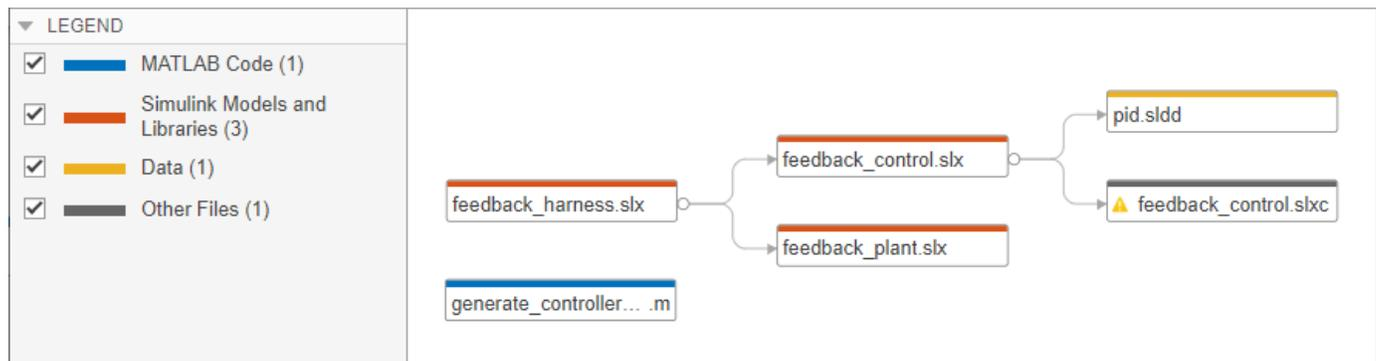 LEGEND
MATLAB Code (1)
Simulink Models and
Libraries (3)
Data (1)
Other Files (1)
feedback_harness.slx
generate_controller... .m
feedback_control.slx
feedback_plant.slx
pid.sldd
feedback_control.slxc